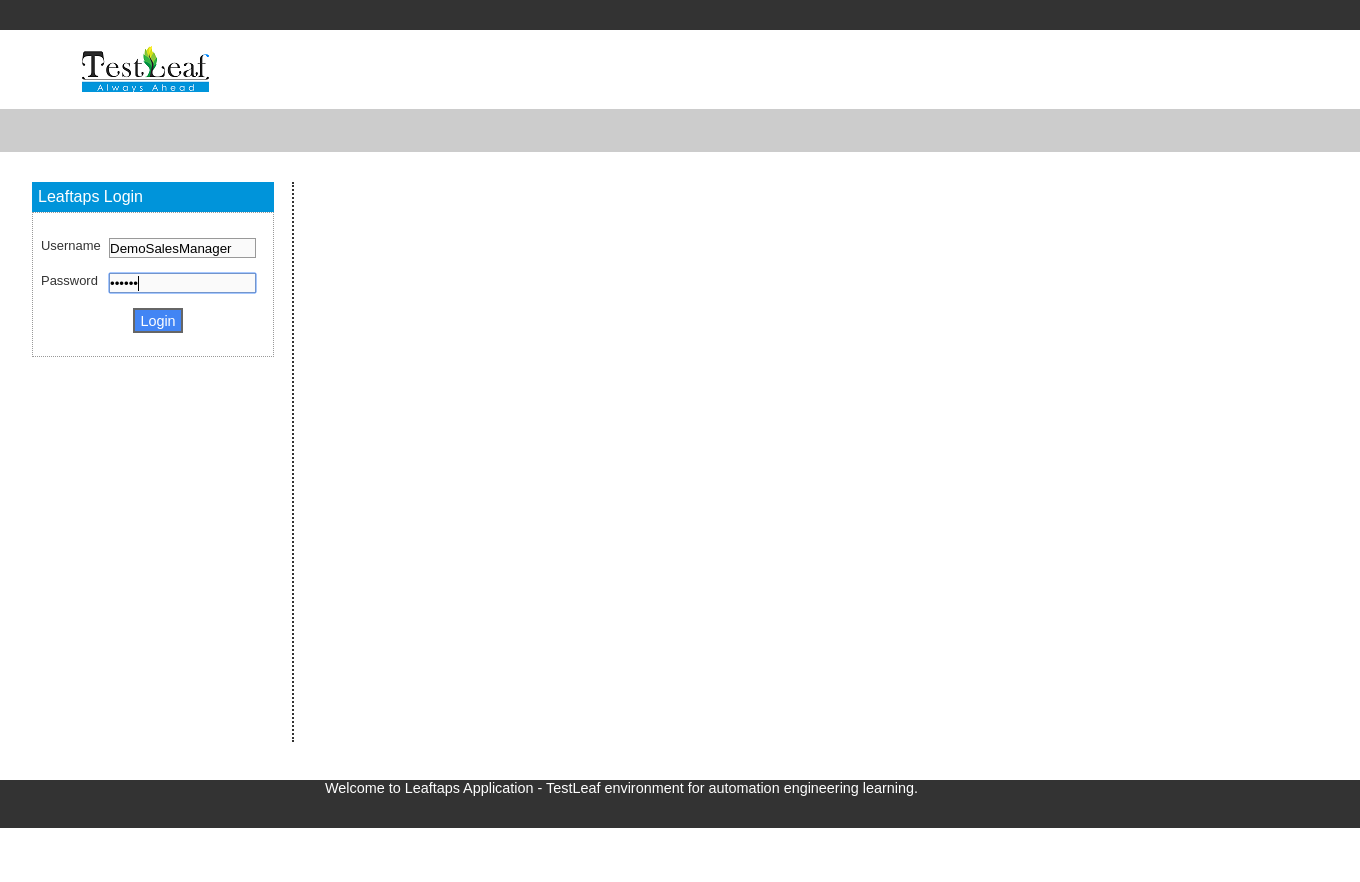 TestLeaf
Always Ahead
Leaftaps Login
Username DemoSalesManager
Password ••••••
Login
Welcome to Leaftaps Application - TestLeaf environment for automation engineering learning.